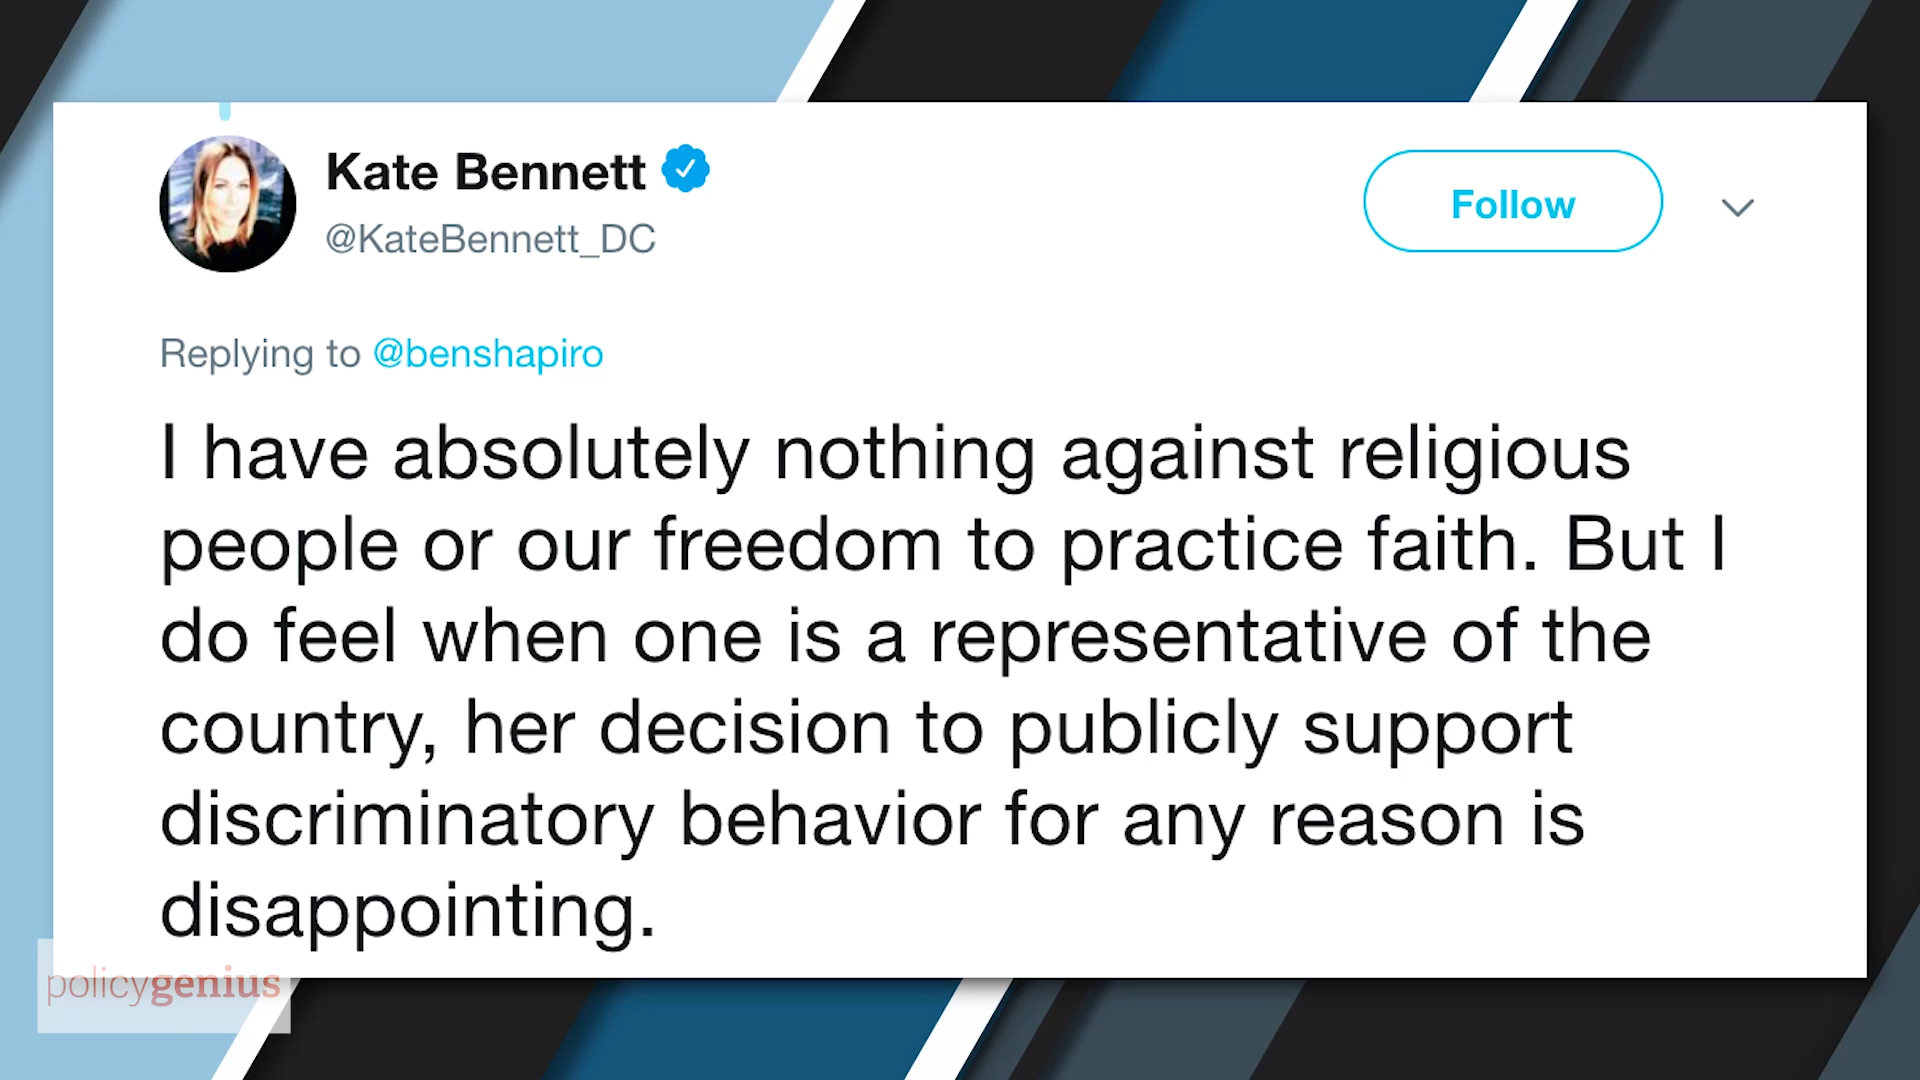 Kate Bennett
@KateBennett_DC
Follow
Replying to @benshapiro
I have absolutely nothing against religious
people or our freedom to practice faith. But I
do feel when one is a representative of the
country, her decision to publicly support
discriminatory behavior for any reason is
disappointing.
policygenius